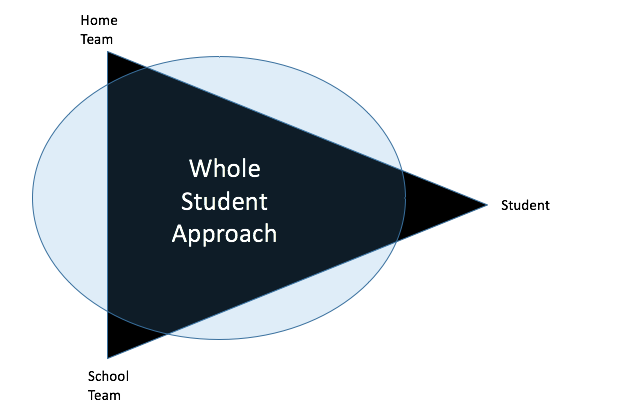 Home
Team
Whole
Student
Approach
Student
School
Team